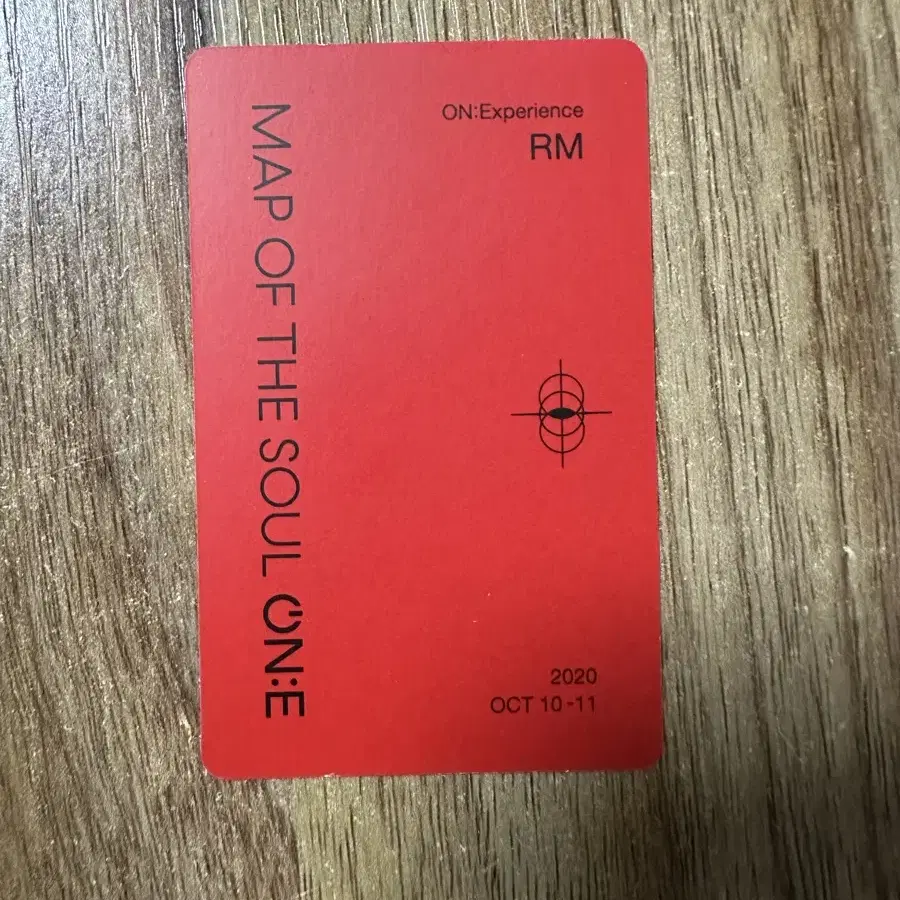 ON:Experience
RM
MAP OF THE SOUL ON:E
2020
OCT 10 -11